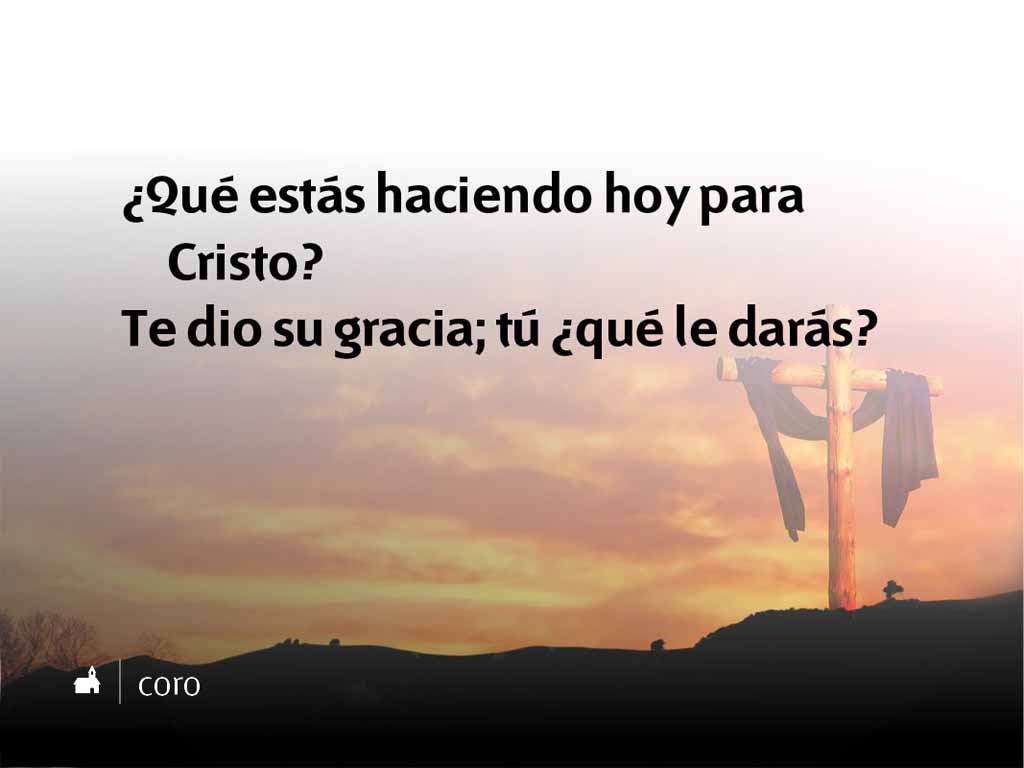 ¿Qué estás haciendo hoy para
Cristo?
Te dio su gracia; tú ¿qué le darás?
coro